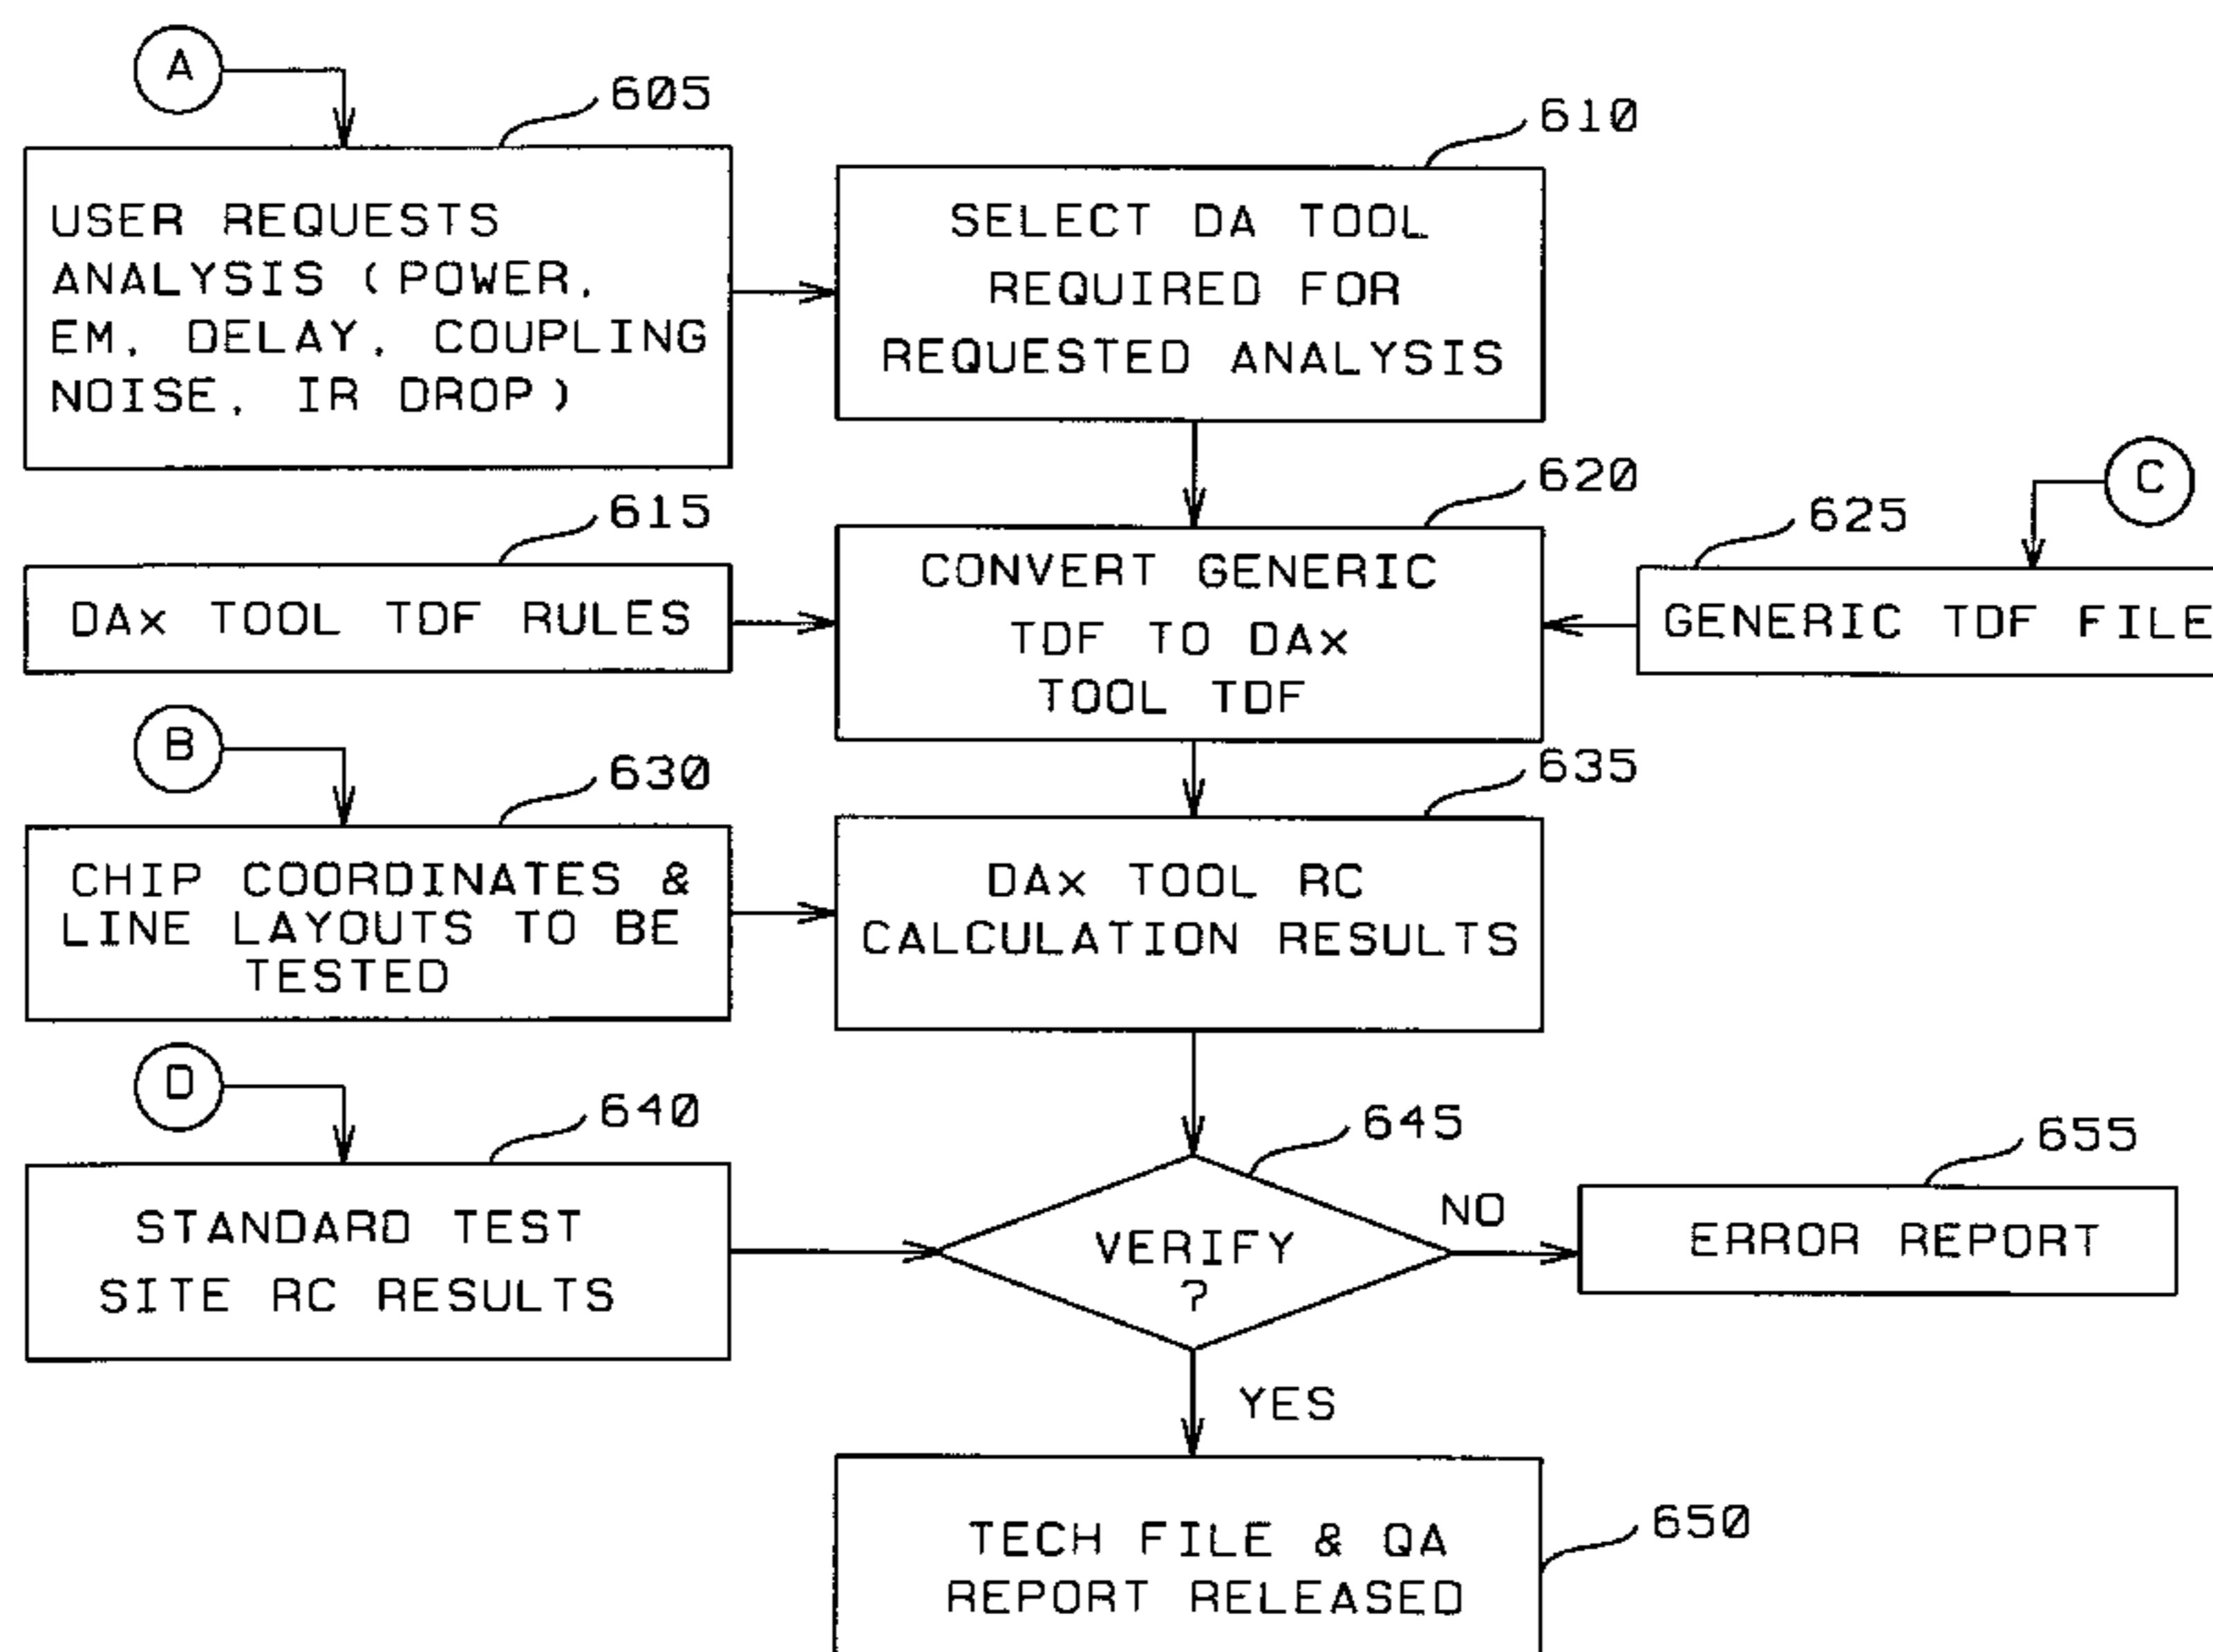 A
605
USER REQUESTS
ANALYSIS (POWER,
EM, DELAY, COUPLING
NOISE, IR DROP)
610
SELECT DA TOOL
REQUIRED FOR
REQUESTED ANALYSIS
615
DAx TOOL TDF RULES
620
CONVERT GENERIC
TDF TO DAx
TOOL TDF
C
625
GENERIC TDF FILE
B
630
CHIP COORDINATES &
LINE LAYOUTS TO BE
TESTED
635
DAx TOOL RC
CALCULATION RESULTS
D
640
STANDARD TEST
SITE RC RESULTS
645
VERIFY
?
NO
655
ERROR REPORT
YES
650
TECH FILE & QA
REPORT RELEASED